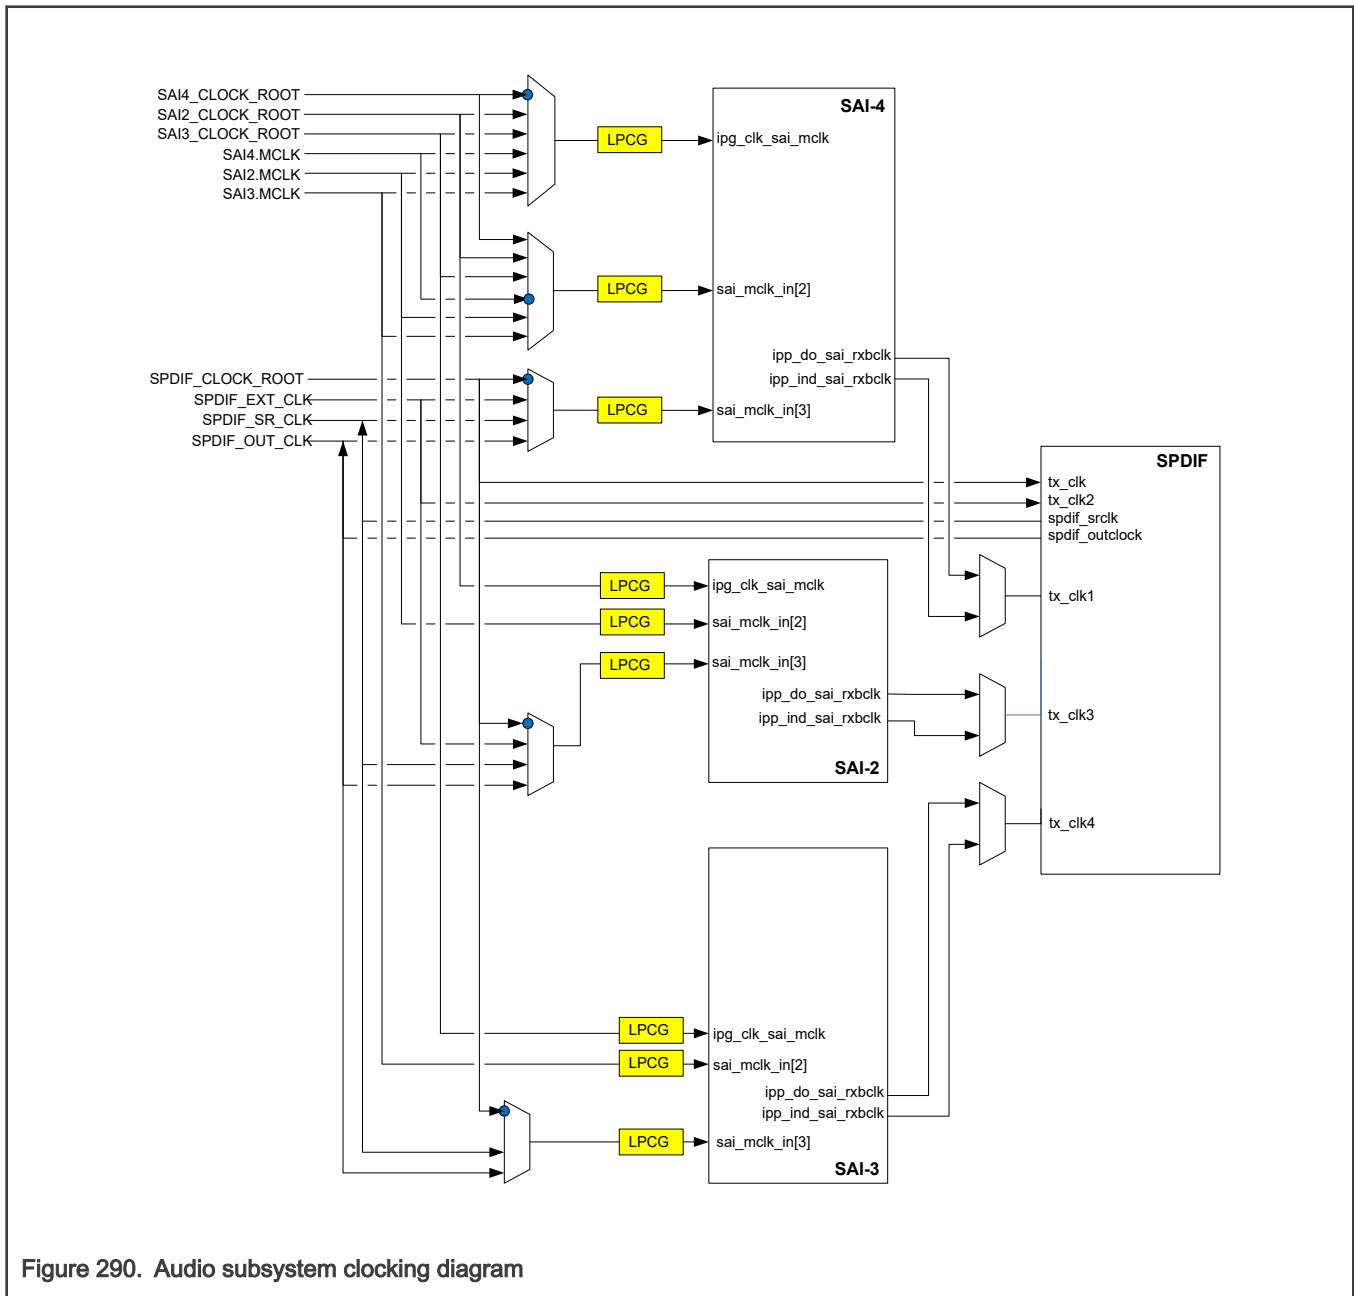 SAI4_CLOCK_ROOT
SAI2_CLOCK_ROOT
SAI3_CLOCK_ROOT
SAI4.MCLK
SAI2.MCLK
SAI3.MCLK
LPCG
SAI-4
ipg_clk_sai_mclk
LPCG
sai_mclk_in[2]
ipp_do_sai_rxbclk
ipp_ind_sai_rxbclk
SPDIF_CLOCK_ROOT
SPDIF_EXT_CLK
SPDIF_SR_CLK
SPDIF_OUT_CLK
LPCG
sai_mclk_in[3]
SPDIF
tx_clk
tx_clk2
spdif_srclk
spdif_outclock
tx_clk1
tx_clk3
tx_clk4
LPCG
ipg_clk_sai_mclk
LPCG
sai_mclk_in[2]
LPCG
sai_mclk_in[3]
ipp_do_sai_rxbclk
ipp_ind_sai_rxbclk
SAI-2
LPCG
ipg_clk_sai_mclk
LPCG
sai_mclk_in[2]
ipp_do_sai_rxbclk
ipp_ind_sai_rxbclk
LPCG
sai_mclk_in[3]
SAI-3
Figure 290. Audio subsystem clocking diagram